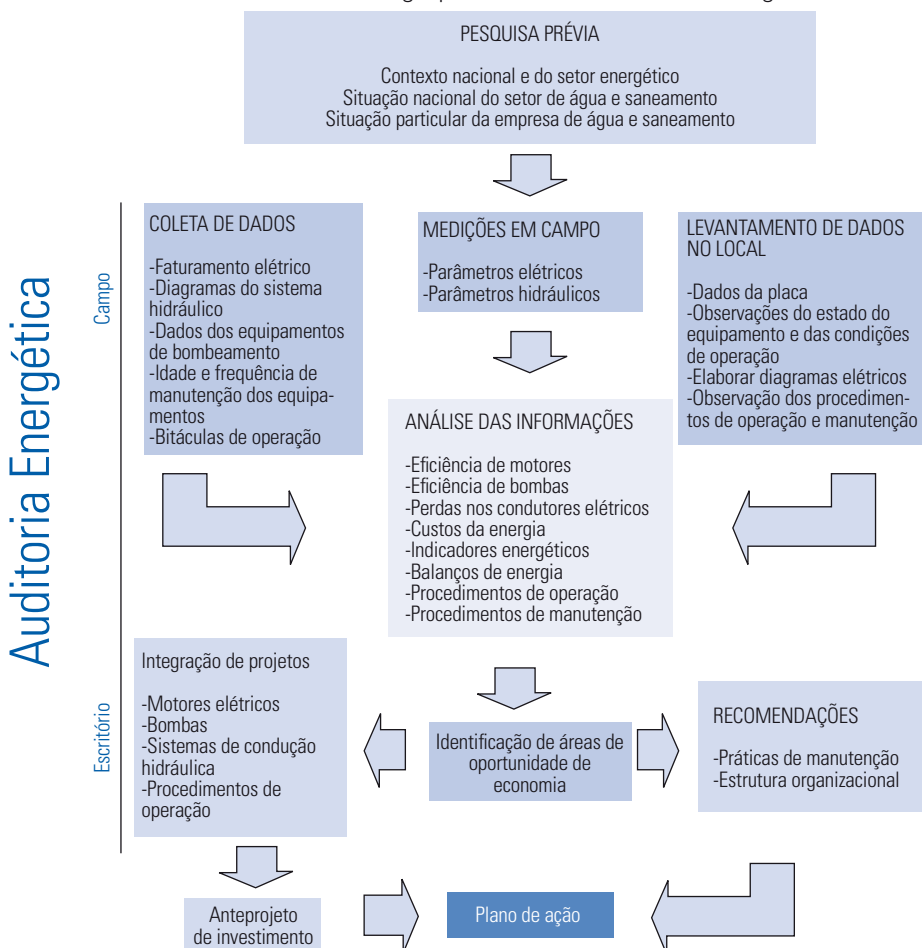 PESQUISA PRÉVIA
Contexto nacional e do setor energético
Situação nacional do setor de água e saneamento
Situação particular da empresa de água e saneamento
Auditoria Energética
Campo
COLETA DE DADOS
-Faturamento elétrico
-Diagramas do sistema
hidráulico
-Dados dos equipamentos
de bombeamento
-Idade e frequência de
manutenção dos equipa-
mentos
-Bitáculas de operação
MEDIÇÕES EM CAMPO
-Parâmetros elétricos
-Parâmetros hidráulicos
LEVANTAMENTO DE DADOS
NO LOCAL
-Dados da placa
-Observações do estado do
equipamento e das condições
de operação
-Elaborar diagramas elétricos
-Observação dos procedimen-
tos de operação e manutenção
ANÁLISE DAS INFORMAÇÕES
-Eficiência de motores
-Eficiência de bombas
-Perdas nos condutores elétricos
-Custos da energia
-Indicadores energéticos
-Balanços de energia
-Procedimentos de operação
-Procedimentos de manutenção
Escritório
Integração de projetos
-Motores elétricos
-Bombas
-Sistemas de condução
hidráulica
-Procedimentos de
operação
Identificação de áreas de
oportunidade de
economia
RECOMENDAÇÕES
-Práticas de manutenção
-Estrutura organizacional
Anteprojeto
de investimento
Plano de ação